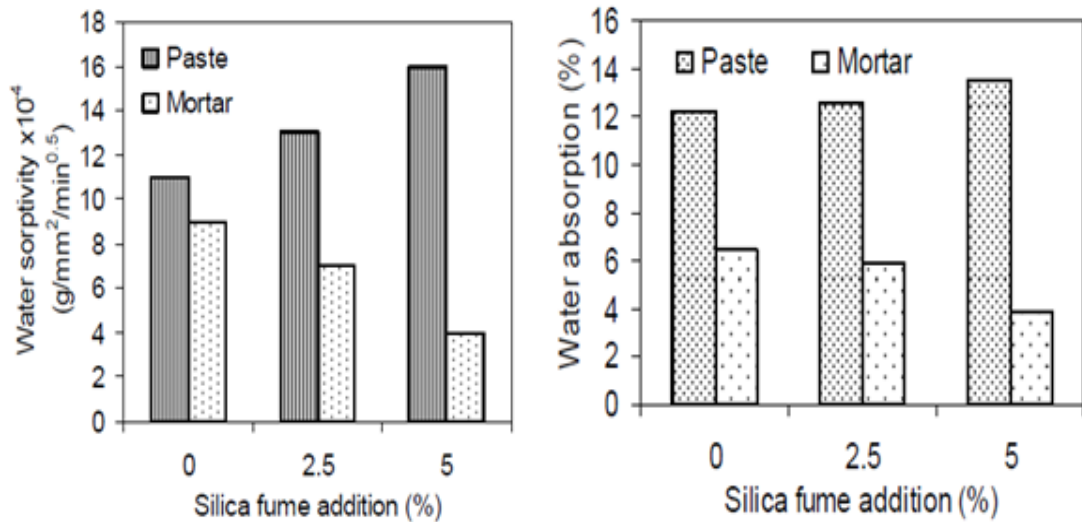 Water sorptivity x10⁻⁴
(g/mm²/min⁰·⁵)
18
16
14
12
10
8
6
4
2
0
Paste
Mortar
0 2.5 5
Silica fume addition (%)
Water absorption (%)
16
14
12
10
8
6
4
2
0
Paste Mortar
0 2.5 5
Silica fume addition (%)